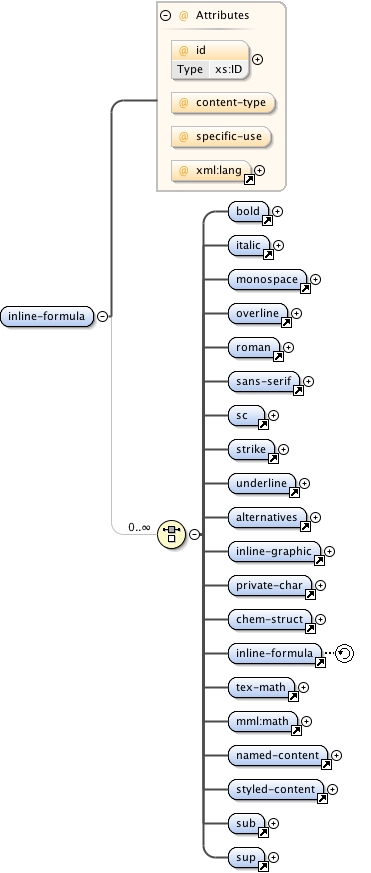 Attributes
@ id
Type xs:ID
@ content-type
@ specific-use
@ xml:lang
inline-formula
0..∞
bold
italic
monospace
overline
roman
sans-serif
sc
strike
underline
alternatives
inline-graphic
private-char
chem-struct
inline-formula
tex-math
mml:math
named-content
styled-content
sub
sup